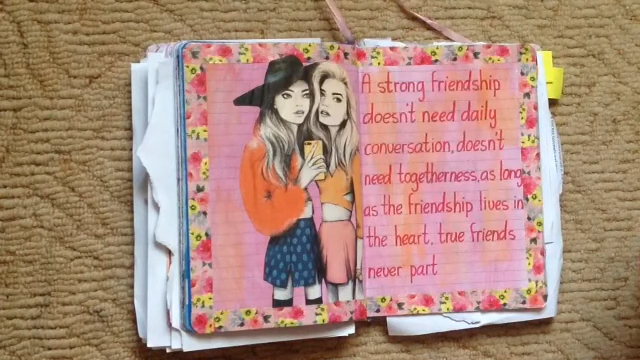 A strong friendship
doesn't need daily
conversation, doesn't
need togetherness, as long
as the friendship lives in
the heart, true friends
never part